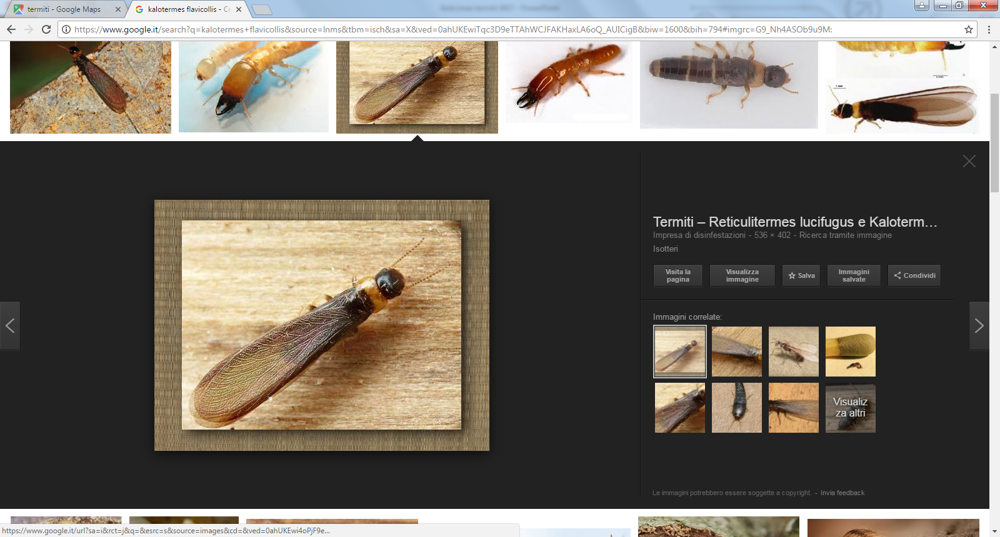 termiti - Google Maps
kalotermes flavicollis - Ce
https://www.google.it/search?q=kalotermes+flavicollis&source=lnms&tbm=isch&sa=X&ved=0ahUKEwiTqc3D9eTTAhWCJFAKHaxLA6oQ_AUICigB&biw=1600&bih=794#imgrc=G9_Nh4ASOb9u9M:
Termiti – Reticulitermes lucifugus e Kaloterm…
Impresa di disinfestazioni - 536 × 402 - Ricerca tramite immagine
Isotteri
Visita la
pagina
Visualizza
immagine
Salva
Immagini
salvate
Condividi
Immagini correlate:
Visualiz
za altri
Le immagini potrebbero essere soggette a copyright. - Invia feedback
https://www.google.it/url?sa=i&rct=j&q=&esrc=s&source=images&cd=&ved=0ahUKEwi4oPjF9e...